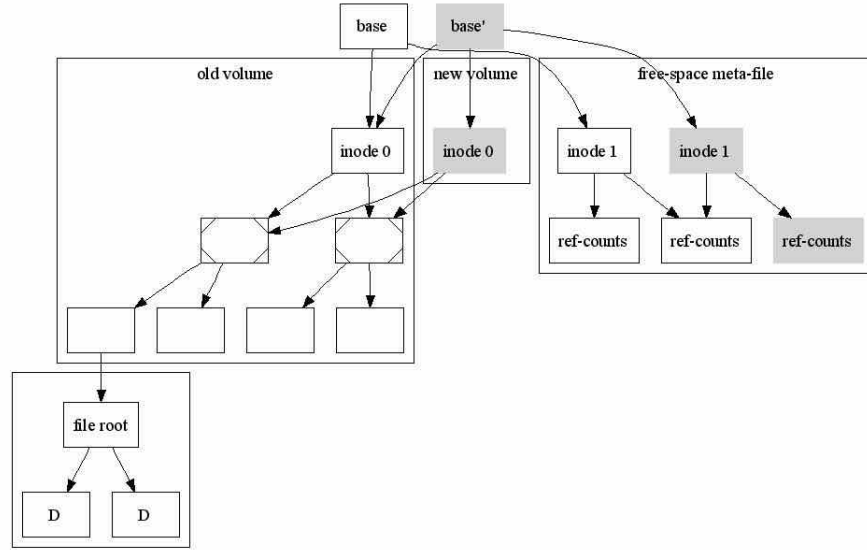 base
base'
old volume
new volume
free-space meta-file
inode 0
inode 0
inode 1
inode 1
ref-counts
ref-counts
ref-counts
file root
D
D